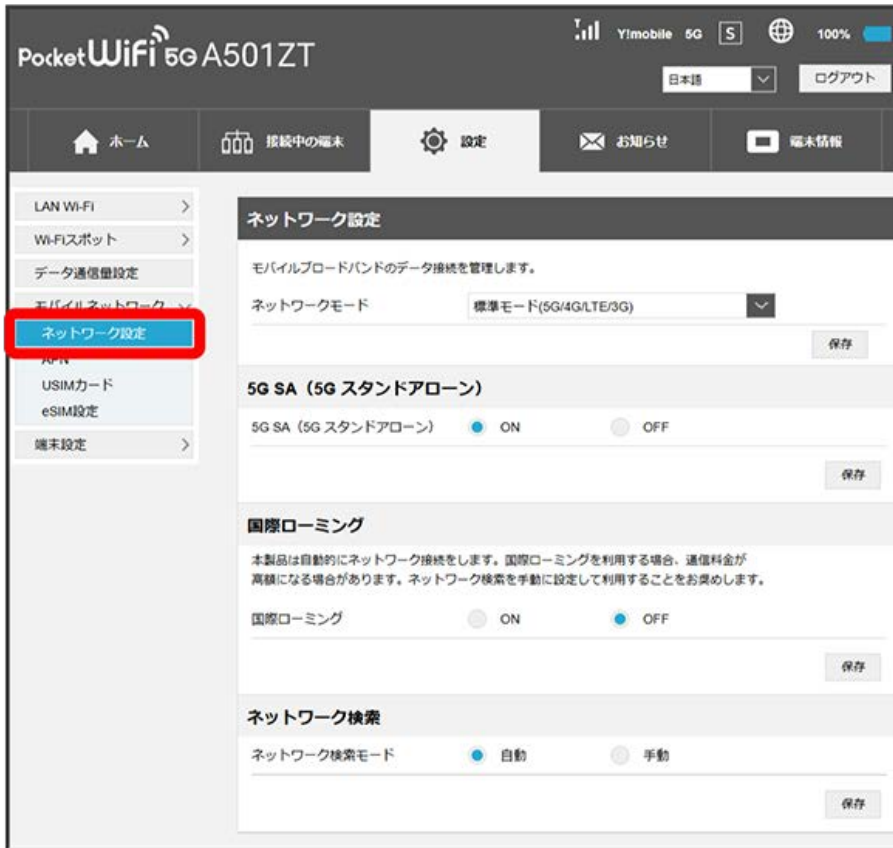 Pocket WiFi 5G A501ZT
Y!mobile 5G S 100%
日本語 ログアウト
ホーム 接続中の端末 設定 お知らせ 端末情報
LAN Wi-Fi
Wi-Fiスポット
データ通信量設定
モバイルネットワーク
ネットワーク設定
APN
USIMカード
eSIM設定
端末設定
ネットワーク設定
モバイルブロードバンドのデータ接続を管理します。
ネットワークモード 標準モード(5G/4G/LTE/3G)
保存
5G SA（5G スタンドアローン）
5G SA（5G スタンドアローン） ON OFF
保存
国際ローミング
本製品は自動的にネットワーク接続をします。国際ローミングを利用する場合、通信料金が
高額になる場合があります。ネットワーク検索を手動に設定して利用することをお奨めします。
国際ローミング ON OFF
保存
ネットワーク検索
ネットワーク検索モード 自動 手動
保存